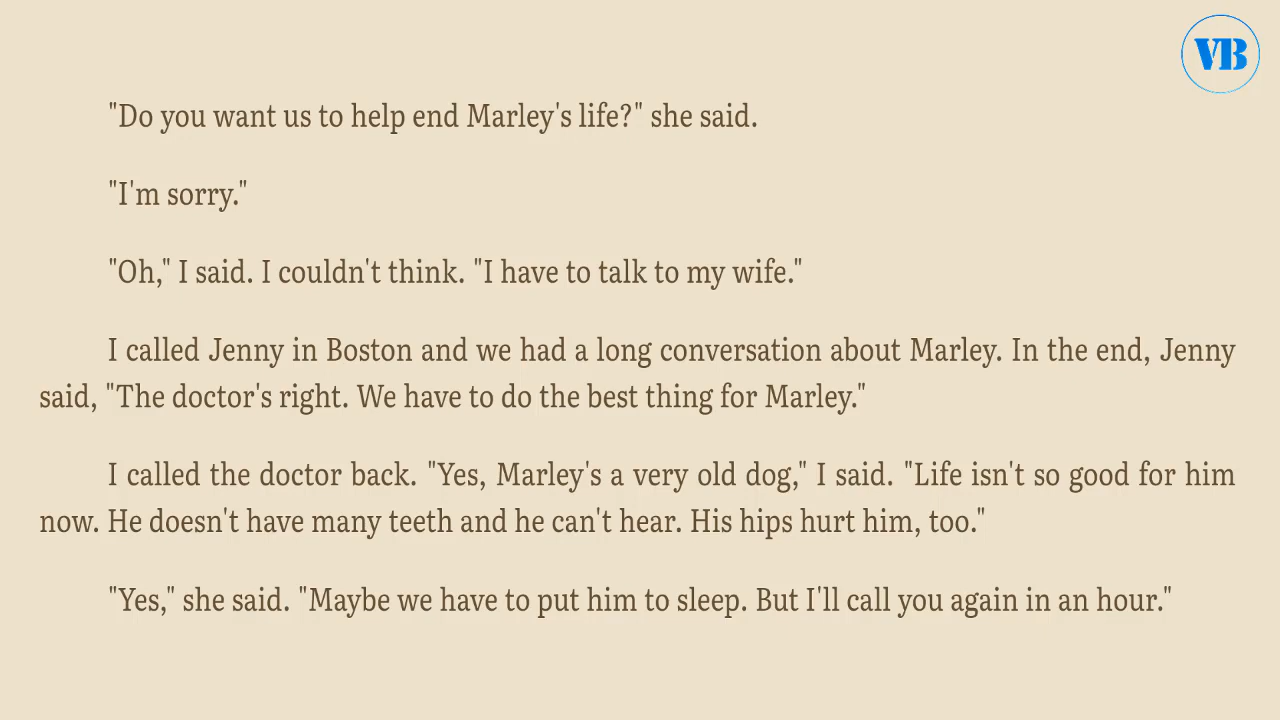 VB
"Do you want us to help end Marley's life?" she said.
"I'm sorry."
"Oh," I said. I couldn't think. "I have to talk to my wife."
I called Jenny in Boston and we had a long conversation about Marley. In the end, Jenny
said, "The doctor's right. We have to do the best thing for Marley."
I called the doctor back. "Yes, Marley's a very old dog," I said. "Life isn't so good for him
now. He doesn't have many teeth and he can't hear. His hips hurt him, too."
"Yes," she said. "Maybe we have to put him to sleep. But I'll call you again in an hour."